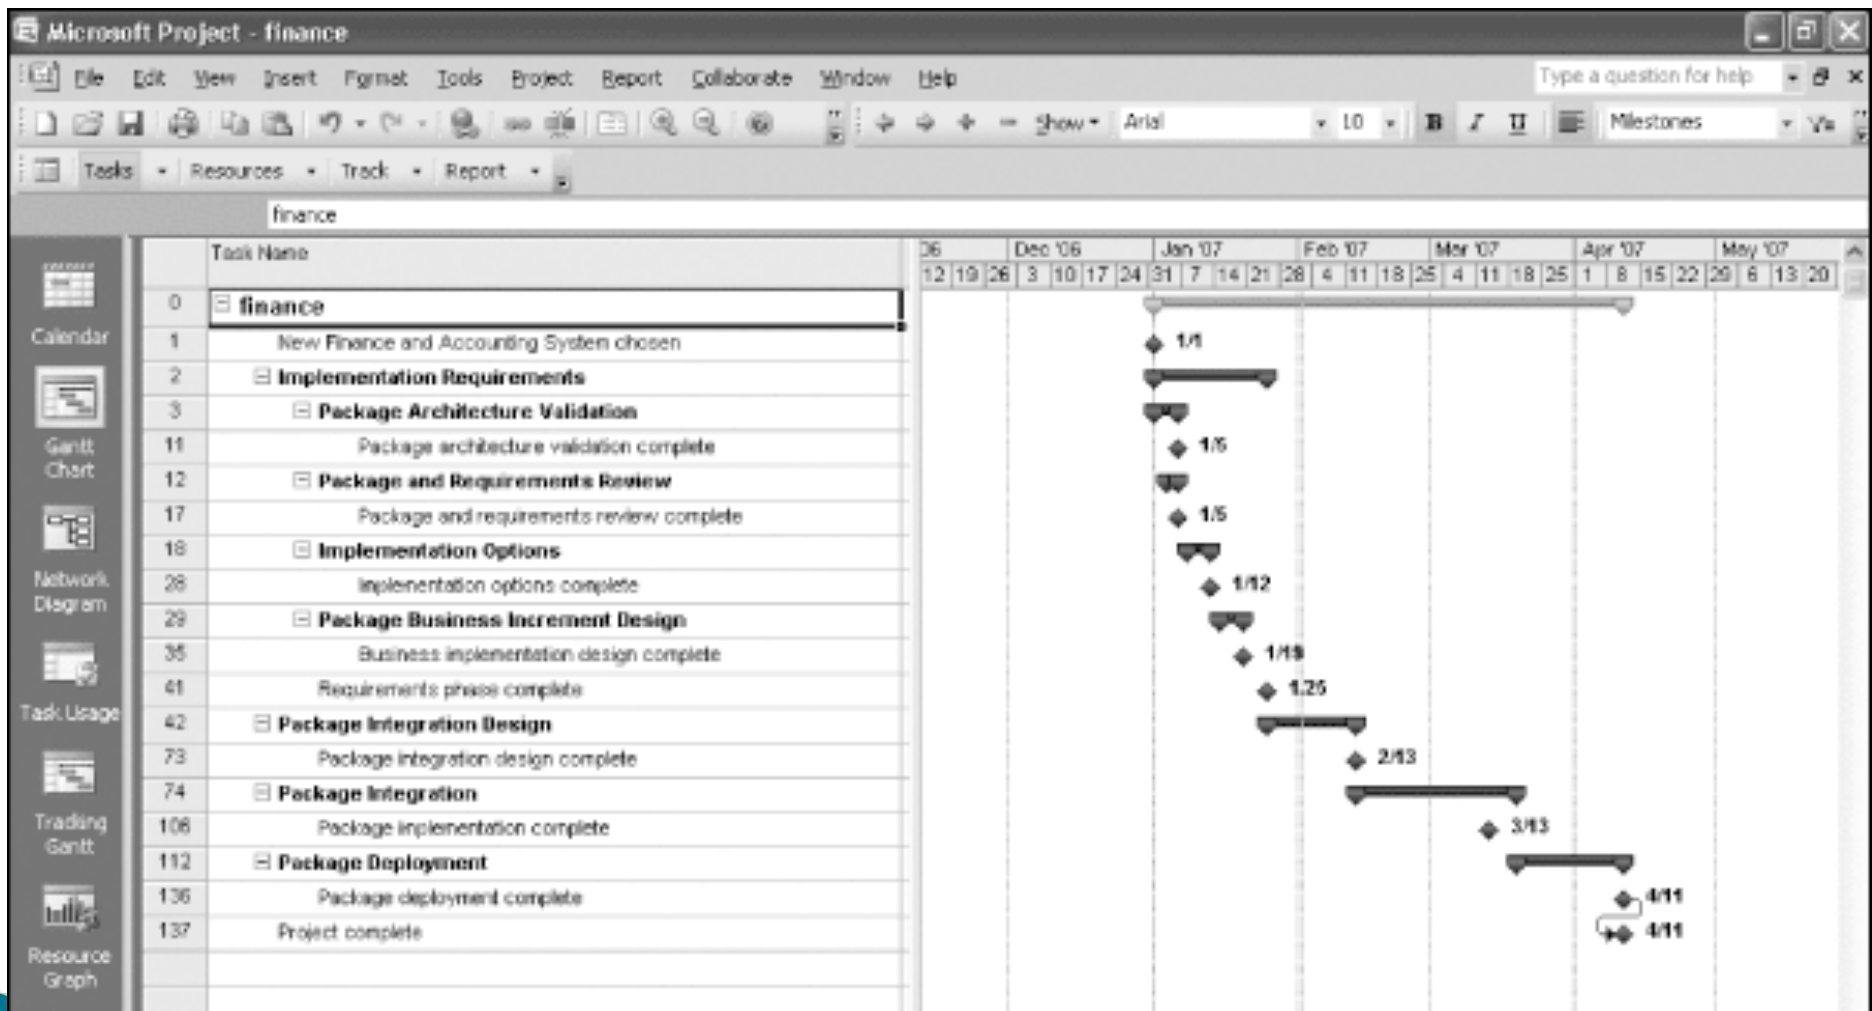 Microsoft Project - finance
File Edit View Insert Format Tools Project Report Collaborate Window Help Type a question for help
Show Arial 10 B I U Milestones
Tasks Resources Track Report
finance
Task Name
06 Dec '06 Jan '07 Feb '07 Mar '07 Apr '07 May '07
12 19 26 3 10 17 24 31 7 14 21 28 4 11 18 25 4 11 18 25 1 8 15 22 29 6 13 20
0 finance
1 New Finance and Accounting System chosen 1/1
2 Implementation Requirements
3 Package Architecture Validation
11 Package architecture validation complete 1/5
12 Package and Requirements Review
17 Package and requirements review complete 1/5
18 Implementation Options
28 Implementation options complete 1/12
29 Package Business Increment Design
35 Business implementation design complete 1/19
41 Requirements phase complete 1.25
42 Package Integration Design
73 Package integration design complete 2/13
74 Package Integration
106 Package implementation complete 3/13
112 Package Deployment
136 Package deployment complete 4/11
137 Project complete 4/11
Calendar
Gantt
Chart
Network
Diagram
Task Usage
Tracking
Gantt
Resource
Graph